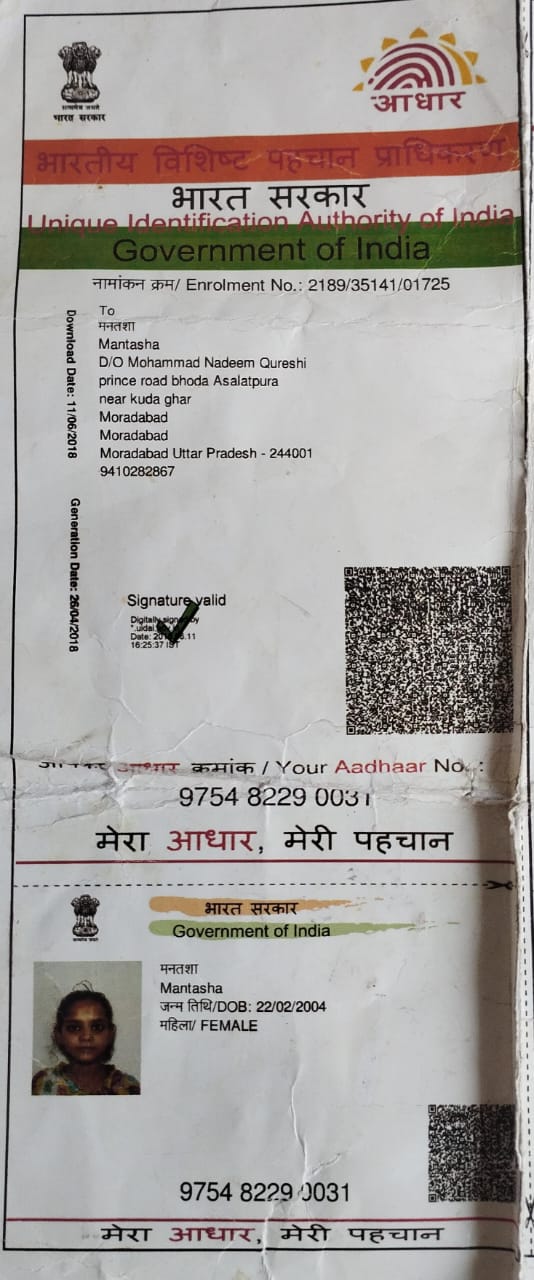 आधार
सत्यमेव जयते
भारत सरकार
भारतीय विशिष्ट पहचान प्राधिकरण
भारत सरकार
Unique Identification Authority of India
Government of India
नामांकन क्रम/ Enrolment No.: 2189/35141/01725
To
मनतशा
Mantasha
D/O Mohammad Nadeem Qureshi
prince road bhoda Asalatpura
near kuda ghar
Moradabad
Moradabad
Moradabad Uttar Pradesh - 244001
9410282867
Download Date: 11/06/2018
Generation Date: 26/04/2018
Signature valid
Digitally signed by
Date:
16:25:37 IST
आधार क्रमांक / Your Aadhaar No. :
9754 8229 0031
मेरा आधार, मेरी पहचान
भारत सरकार
Government of India
मनतशा
Mantasha
जन्म तिथि/DOB: 22/02/2004
महिला/ FEMALE
9754 8229 0031
मेरा आधार, मेरी पहचान